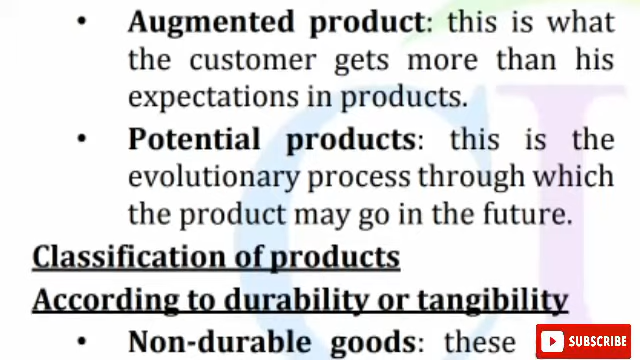 • Augmented product: this is what
the customer gets more than his
expectations in products.
• Potential products: this is the
evolutionary process through which
the product may go in the future.
Classification of products
According to durability or tangibility
• Non-durable goods: these
SUBSCRIBE